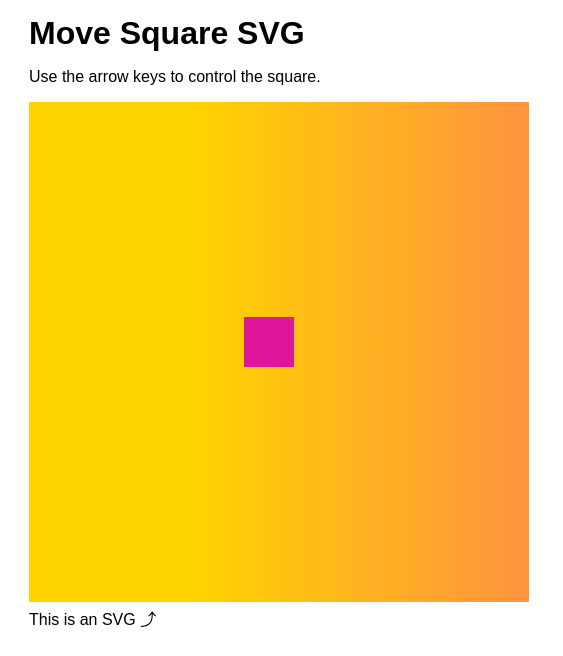 Move Square SVG
Use the arrow keys to control the square.
This is an SVG ⤴